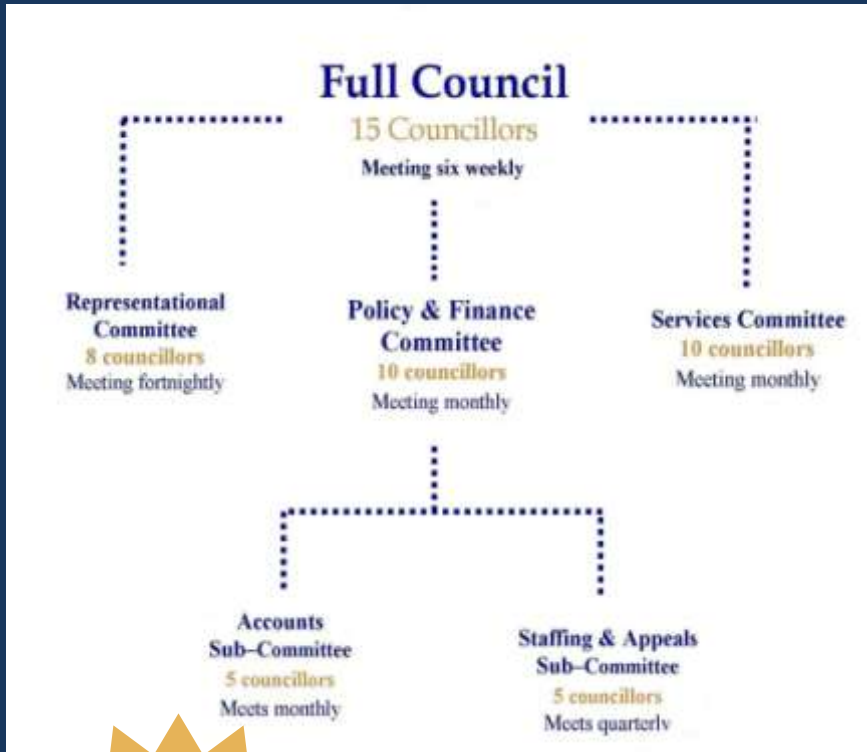 Full Council
15 Councillors
Meeting six weekly
Representational
Committee
8 councillors
Meeting fortnightly
Policy & Finance
Committee
10 councillors
Meeting monthly
Services Committee
10 councillors
Meeting monthly
Accounts
Sub–Committee
5 councillors
Meets monthly
Staffing & Appeals
Sub–Committee
5 councillors
Meets quarterly